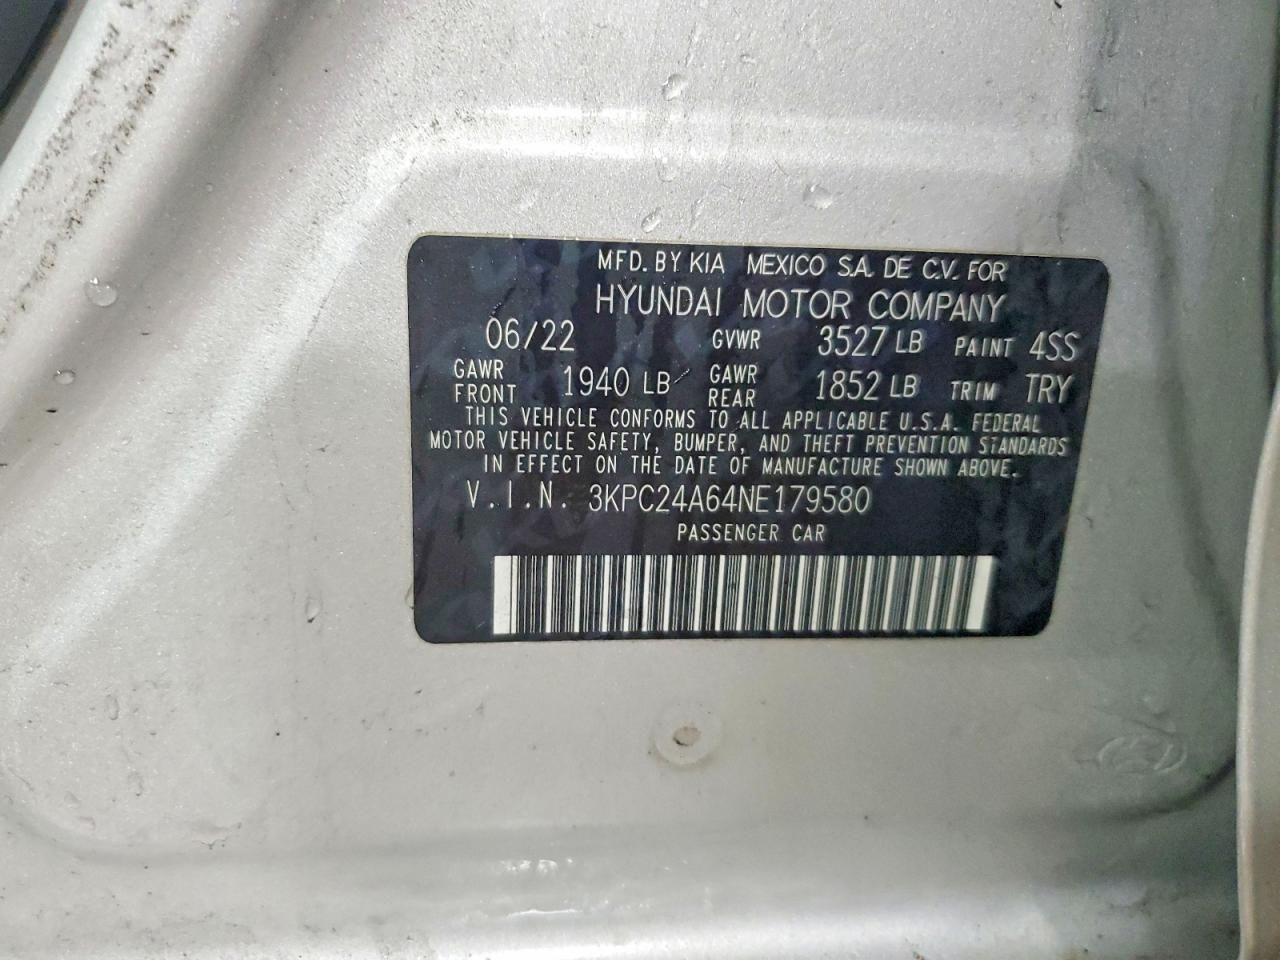 MFD. BY KIA MEXICO S.A. DE C.V. FOR
HYUNDAI MOTOR COMPANY
06/22 GVWR 3527 LB PAINT 4SS
GAWR FRONT 1940 LB GAWR REAR 1852 LB TRIM TRY
THIS VEHICLE CONFORMS TO ALL APPLICABLE U.S.A. FEDERAL
MOTOR VEHICLE SAFETY, BUMPER, AND THEFT PREVENTION STANDARDS
IN EFFECT ON THE DATE OF MANUFACTURE SHOWN ABOVE.
V.I.N. 3KPC24A64NE179580
PASSENGER CAR